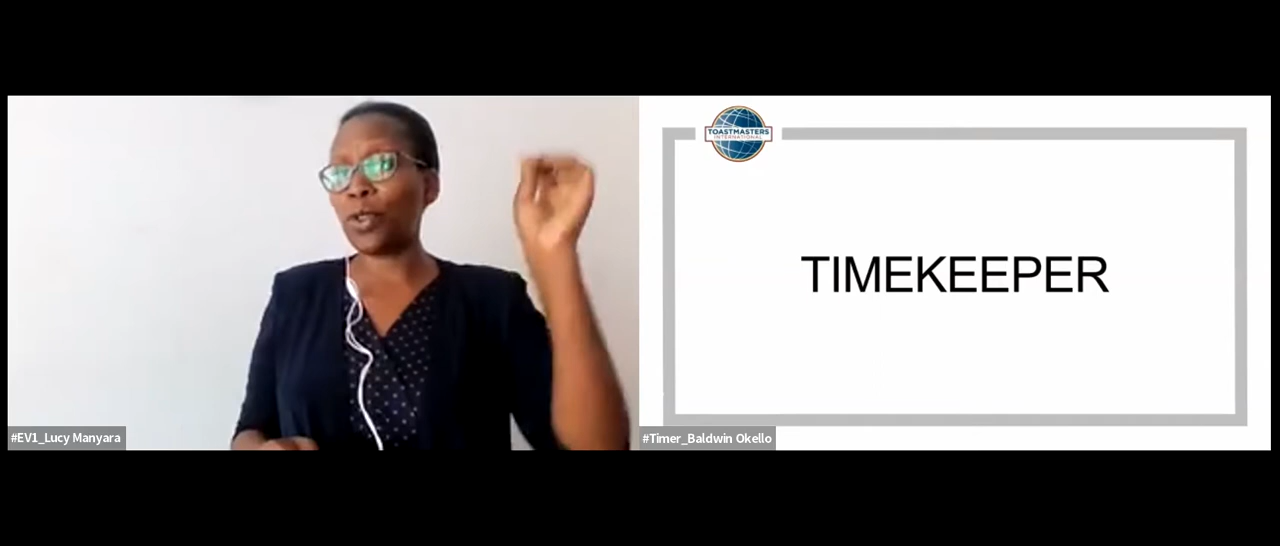 TOASTMASTERS
INTERNATIONAL
TIMEKEEPER
#EV1_Lucy Manyara
#Timer_Baldwin Okello